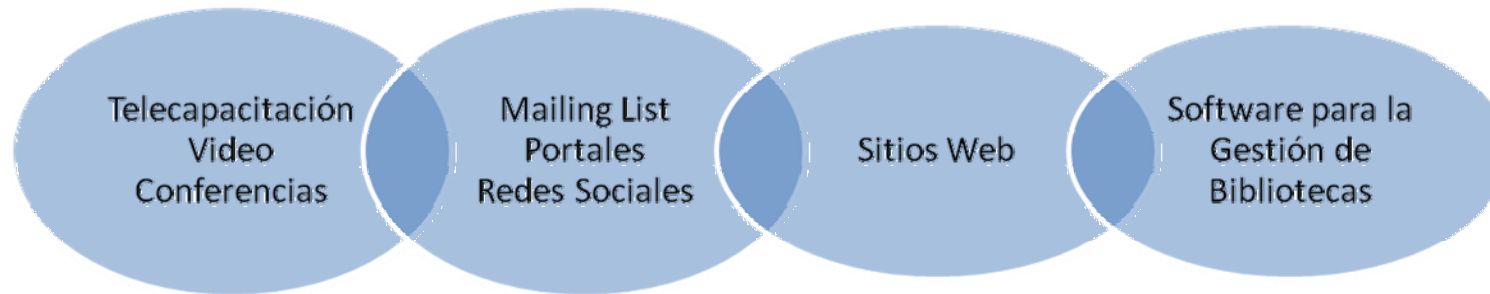 Telecapacitación
Video
Conferencias
Mailing List
Portales
Redes Sociales
Sitios Web
Software para la
Gestión de
Bibliotecas